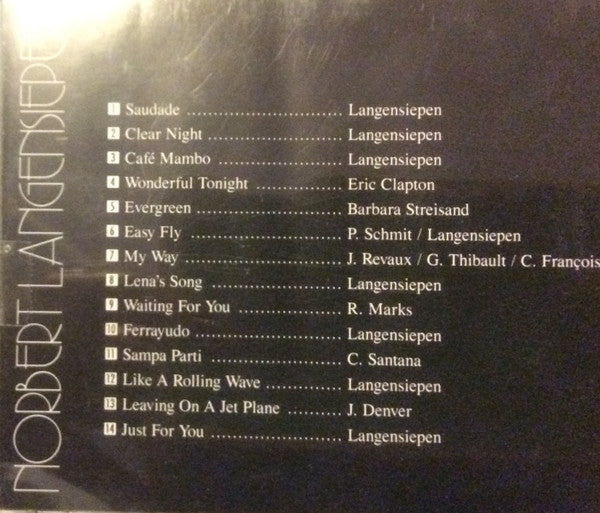 NORBERT LANGENSIEPE
1 Saudade ........................... Langensiepen
2 Clear Night ....................... Langensiepen
3 Café Mambo ..................... Langensiepen
4 Wonderful Tonight .............. Eric Clapton
5 Evergreen ......................... Barbara Streisand
6 Easy Fly ........................... P. Schmit / Langensiepen
7 My Way ........................... J. Revaux / G. Thibault / C. François
8 Lena's Song ...................... Langensiepen
9 Waiting For You ................. R. Marks
10 Ferrayudo ........................ Langensiepen
11 Sampa Parti ...................... C. Santana
12 Like A Rolling Wave ............ Langensiepen
13 Leaving On A Jet Plane ......... J. Denver
14 Just For You ...................... Langensiepen